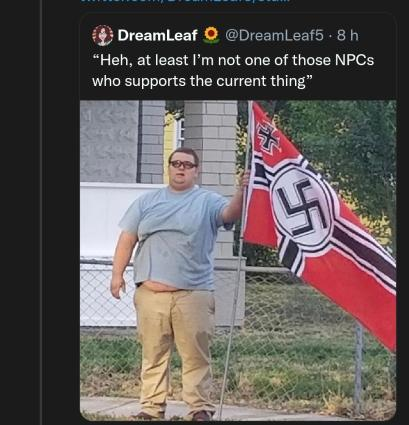 DreamLeaf 🌻 @DreamLeaf5 · 8 h
“Heh, at least I’m not one of those NPCs
who supports the current thing”